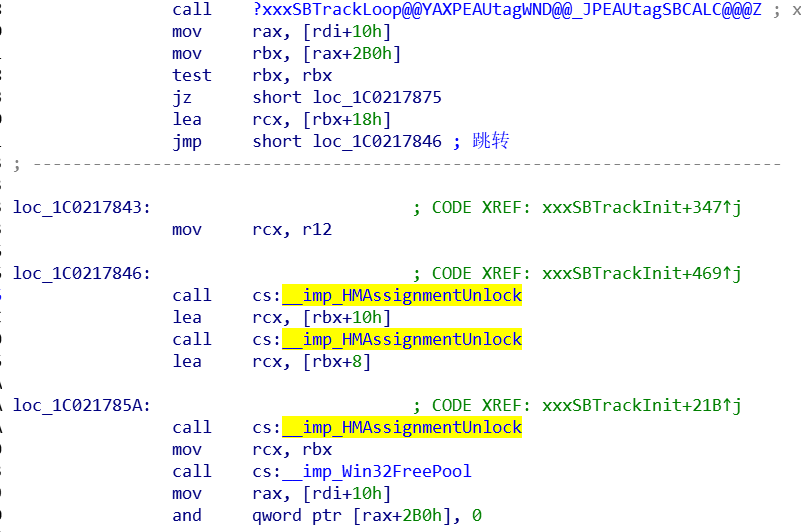 call ?xxxSBTrackLoop@@YAXPEAUtagWND@@_JPEAUtagSBCALC@@@Z ; x
mov rax, [rdi+10h]
mov rbx, [rax+2B0h]
test rbx, rbx
jz short loc_1C0217875
lea rcx, [rbx+18h]
jmp short loc_1C0217846 ; 跳转
; ---------------------------------------------------------------------------
loc_1C0217843: ; CODE XREF: xxxSBTrackInit+347↑j
mov rcx, r12
loc_1C0217846: ; CODE XREF: xxxSBTrackInit+469↑j
call cs:__imp_HMAssignmentUnlock
lea rcx, [rbx+10h]
call cs:__imp_HMAssignmentUnlock
lea rcx, [rbx+8]
loc_1C021785A: ; CODE XREF: xxxSBTrackInit+21B↑j
call cs:__imp_HMAssignmentUnlock
mov rcx, rbx
call cs:__imp_Win32FreePool
mov rax, [rdi+10h]
and qword ptr [rax+2B0h], 0